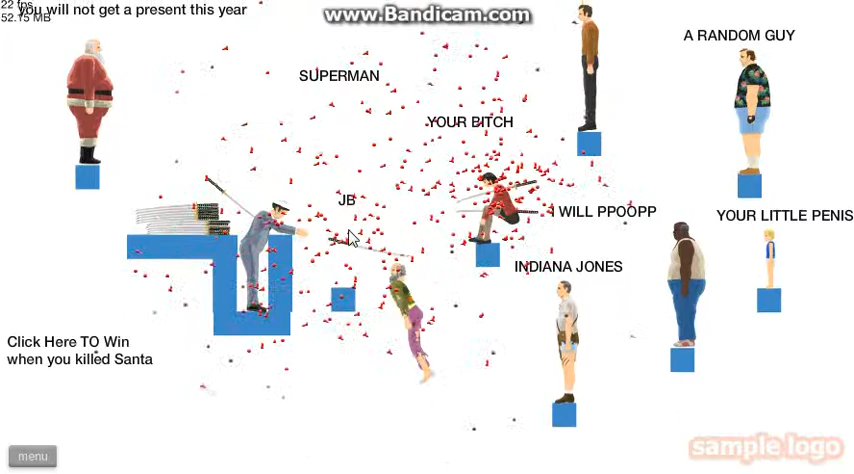 22 fps
52.15 MB
you will not get a present this year
www.Bandicam.com
A RANDOM GUY
SUPERMAN
YOUR BITCH
JB
I WILL PPOOPP
YOUR LITTLE PENIS
INDIANA JONES
Click Here TO Win
when you killed Santa
menu
sample logo